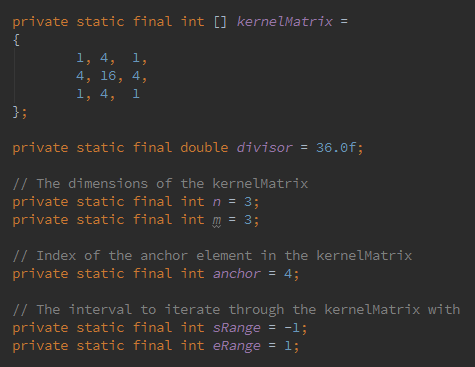 private static final int [] kernelMatrix =
{
1, 4, 1,
4, 16, 4,
1, 4, 1
};
private static final double divisor = 36.0f;
// The dimensions of the kernelMatrix
private static final int n = 3;
private static final int m = 3;
// Index of the anchor element in the kernelMatrix
private static final int anchor = 4;
// The interval to iterate through the kernelMatrix with
private static final int sRange = -1;
private static final int eRange = 1;